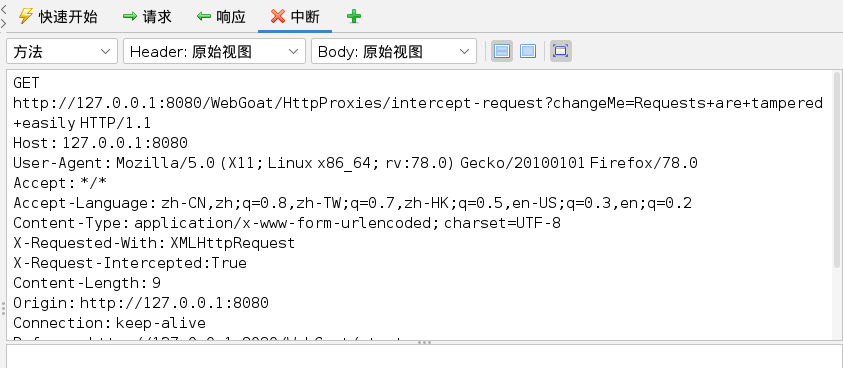 快速开始 请求 响应 中断
方法 Header: 原始视图 Body: 原始视图
GET
http://127.0.0.1:8080/WebGoat/HttpProxies/intercept-request?changeMe=Requests+are+tampered
+easily HTTP/1.1
Host: 127.0.0.1:8080
User-Agent: Mozilla/5.0 (X11; Linux x86_64; rv:78.0) Gecko/20100101 Firefox/78.0
Accept: */*
Accept-Language: zh-CN,zh;q=0.8,zh-TW;q=0.7,zh-HK;q=0.5,en-US;q=0.3,en;q=0.2
Content-Type: application/x-www-form-urlencoded; charset=UTF-8
X-Requested-With: XMLHttpRequest
X-Request-Intercepted:True
Content-Length: 9
Origin: http://127.0.0.1:8080
Connection: keep-alive